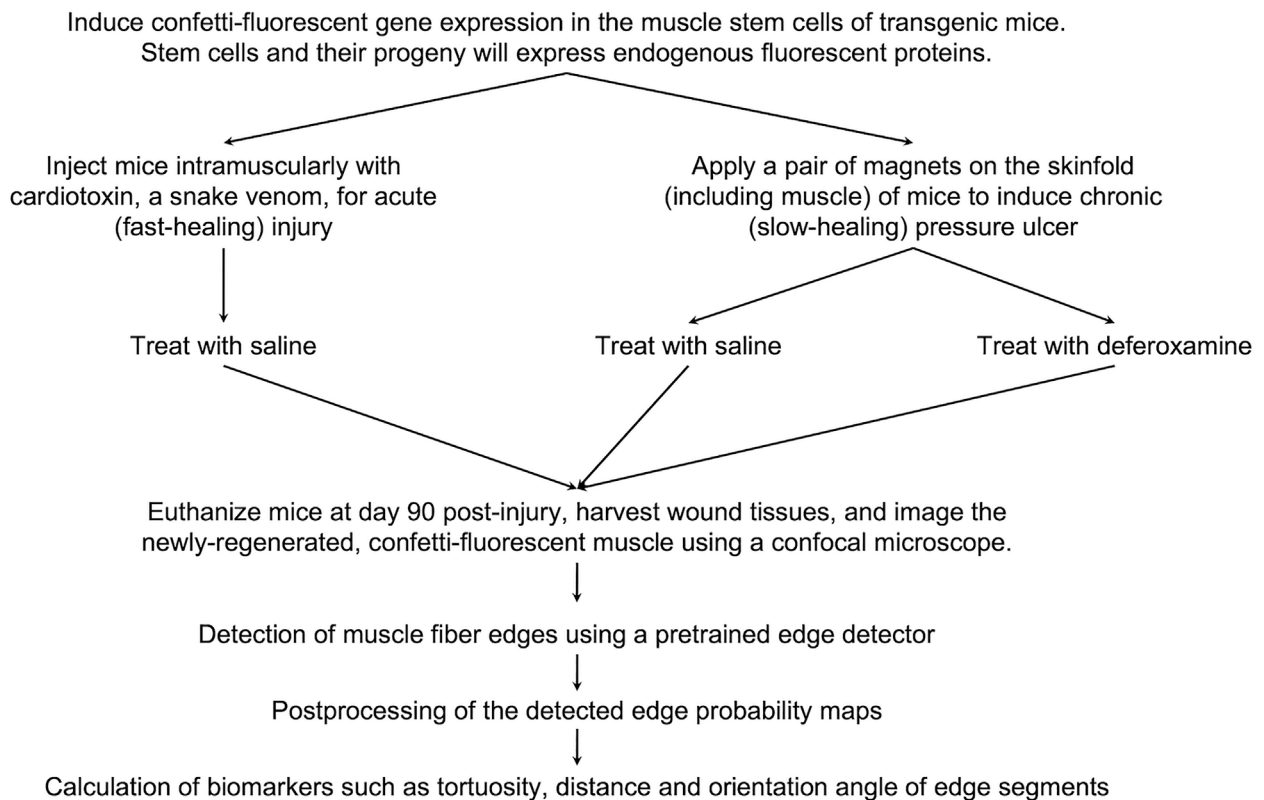 Induce confetti-fluorescent gene expression in the muscle stem cells of transgenic mice.
Stem cells and their progeny will express endogenous fluorescent proteins.
Inject mice intramuscularly with
cardiotoxin, a snake venom, for acute
(fast-healing) injury
Apply a pair of magnets on the skinfold
(including muscle) of mice to induce chronic
(slow-healing) pressure ulcer
Treat with saline
Treat with saline
Treat with deferoxamine
Euthanize mice at day 90 post-injury, harvest wound tissues, and image the
newly-regenerated, confetti-fluorescent muscle using a confocal microscope.
Detection of muscle fiber edges using a pretrained edge detector
Postprocessing of the detected edge probability maps
Calculation of biomarkers such as tortuosity, distance and orientation angle of edge segments